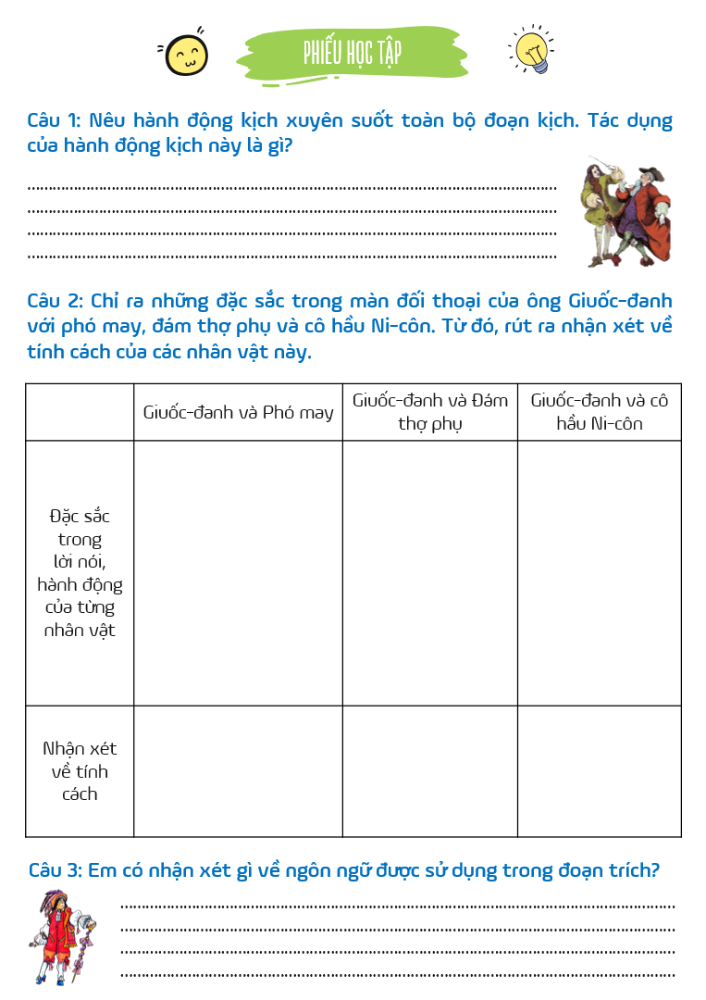 PHIẾU HỌC TẬP
Câu 1: Nêu hành động kịch xuyên suốt toàn bộ đoạn kịch. Tác dụng
của hành động kịch này là gì?
Câu 2: Chỉ ra những đặc sắc trong màn đối thoại của ông Giuốc-đanh
với phó may, đám thợ phụ và cô hầu Ni-côn. Từ đó, rút ra nhận xét về
tính cách của các nhân vật này.
Giuốc-đanh và Phó may
Giuốc-đanh và Đám
thợ phụ
Giuốc-đanh và cô
hầu Ni-côn
Đặc sắc
trong
lời nói,
hành động
của từng
nhân vật
Nhận xét
về tính
cách
Câu 3: Em có nhận xét gì về ngôn ngữ được sử dụng trong đoạn trích?